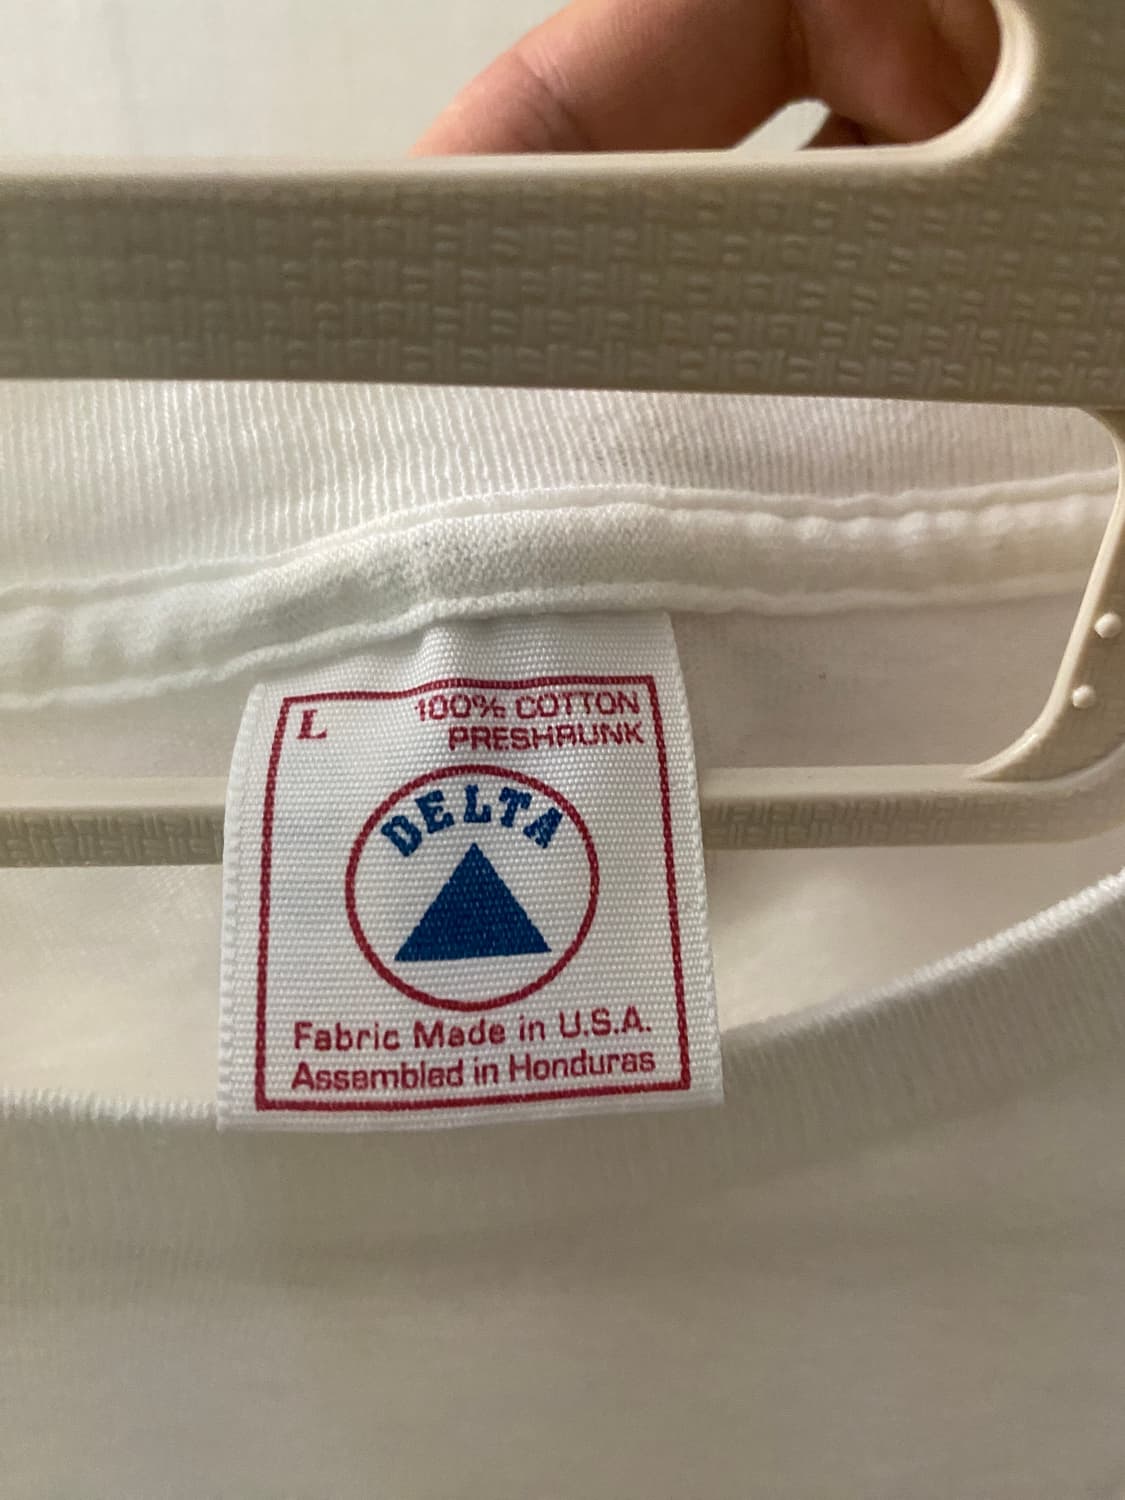 L
100% COTTON
PRESHRUNK
DELTA
Fabric Made in U.S.A.
Assembled in Honduras